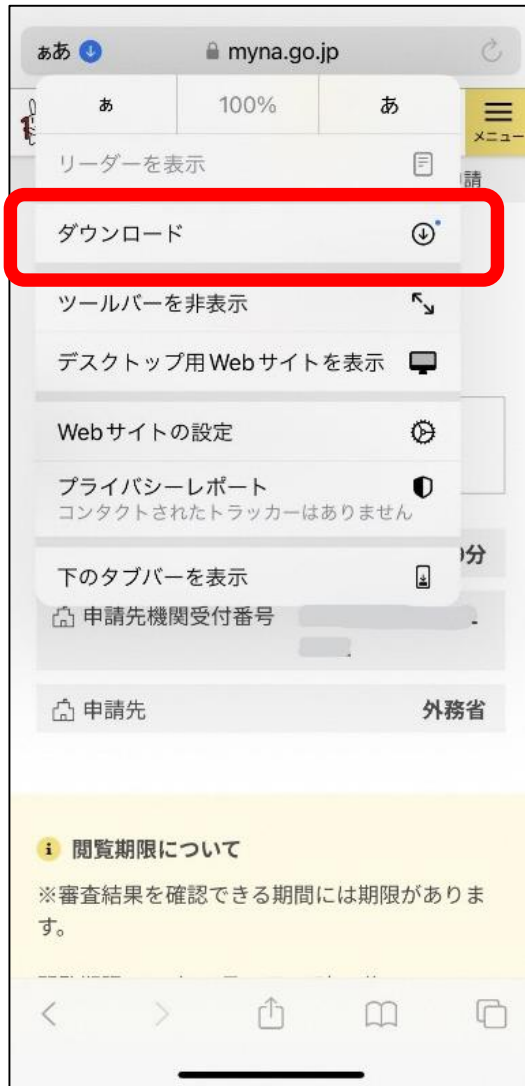 ぁあ myna.go.jp
あ 100% あ
メニュー
リーダーを表示
請
ダウンロード
ツールバーを非表示
デスクトップ用Webサイトを表示
Webサイトの設定
プライバシーレポート
コンタクトされたトラッカーはありません
分
下のタブバーを表示
申請先機関受付番号
申請先 外務省
閲覧期限について
※審査結果を確認できる期間には期限がありま
す。